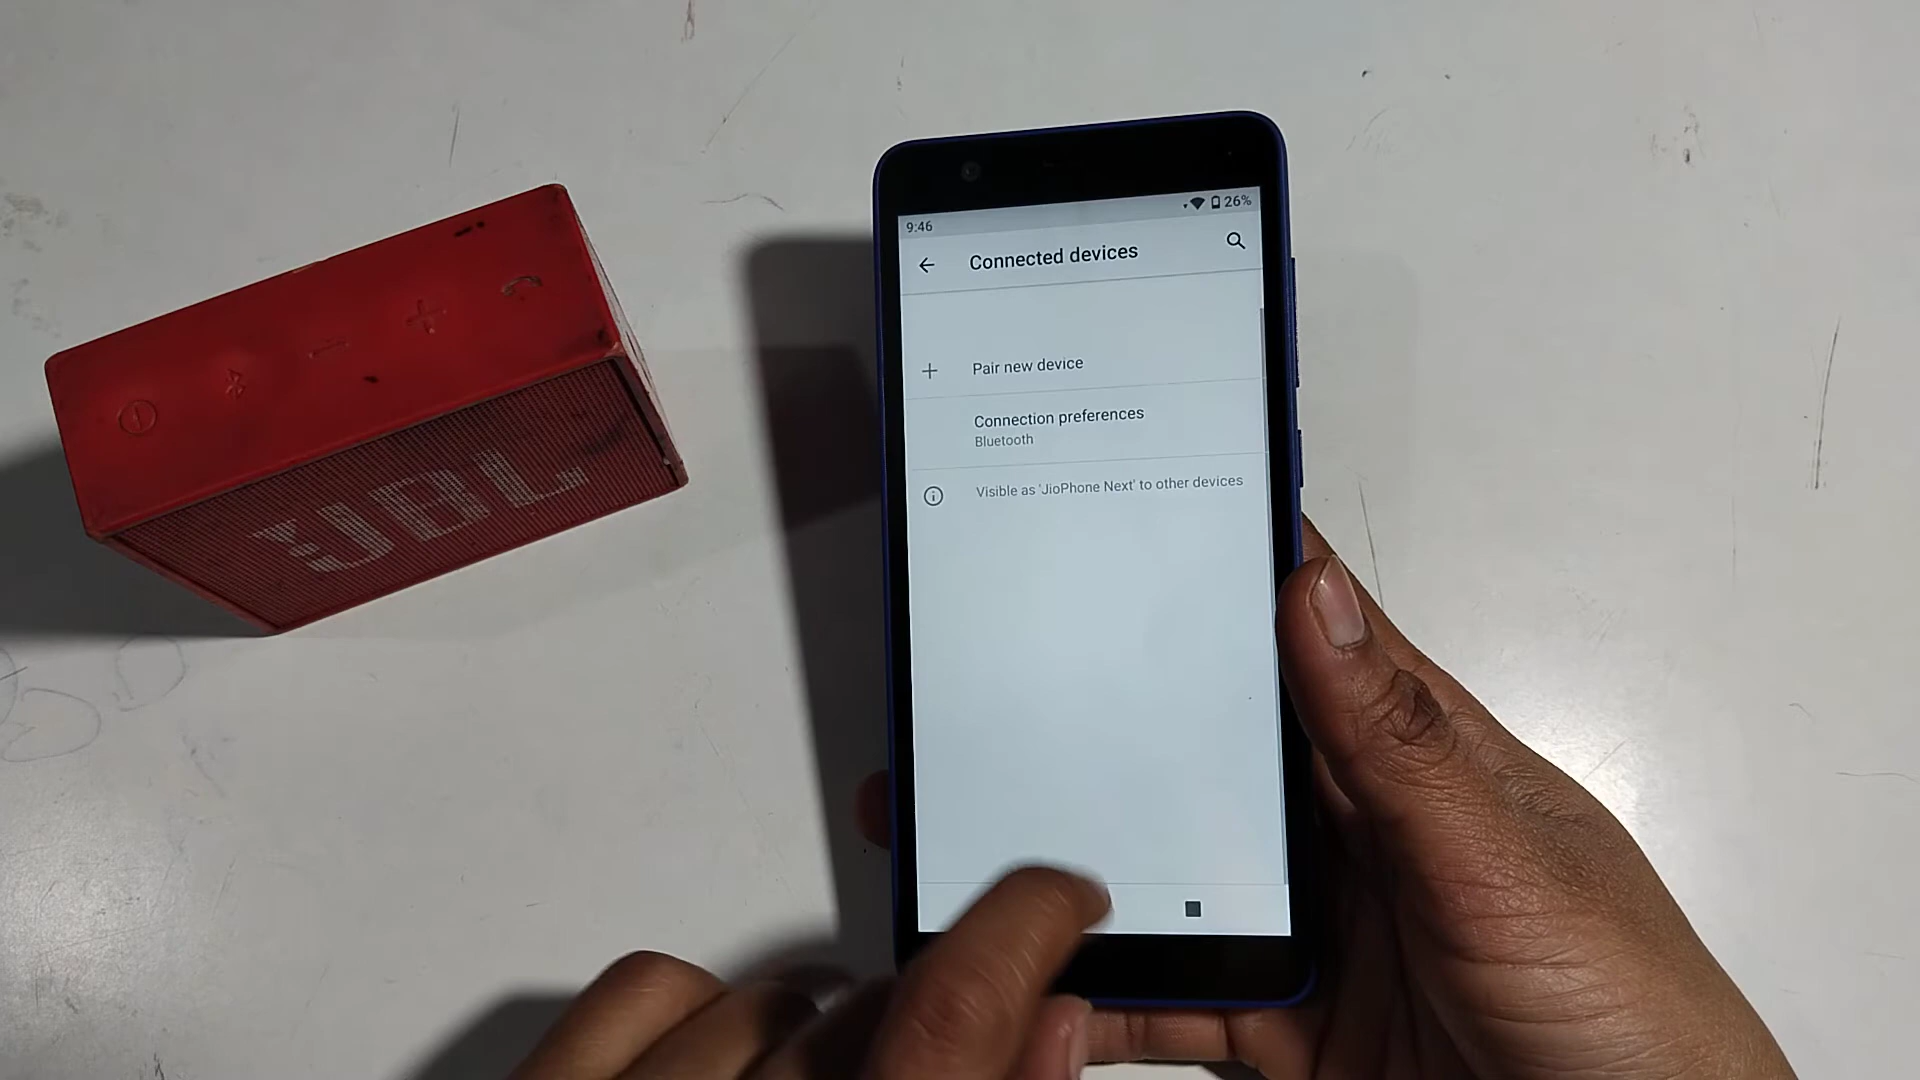 JBL
9:46
26%
Connected devices
Pair new device
Connection preferences
Bluetooth
Visible as 'JioPhone Next' to other devices